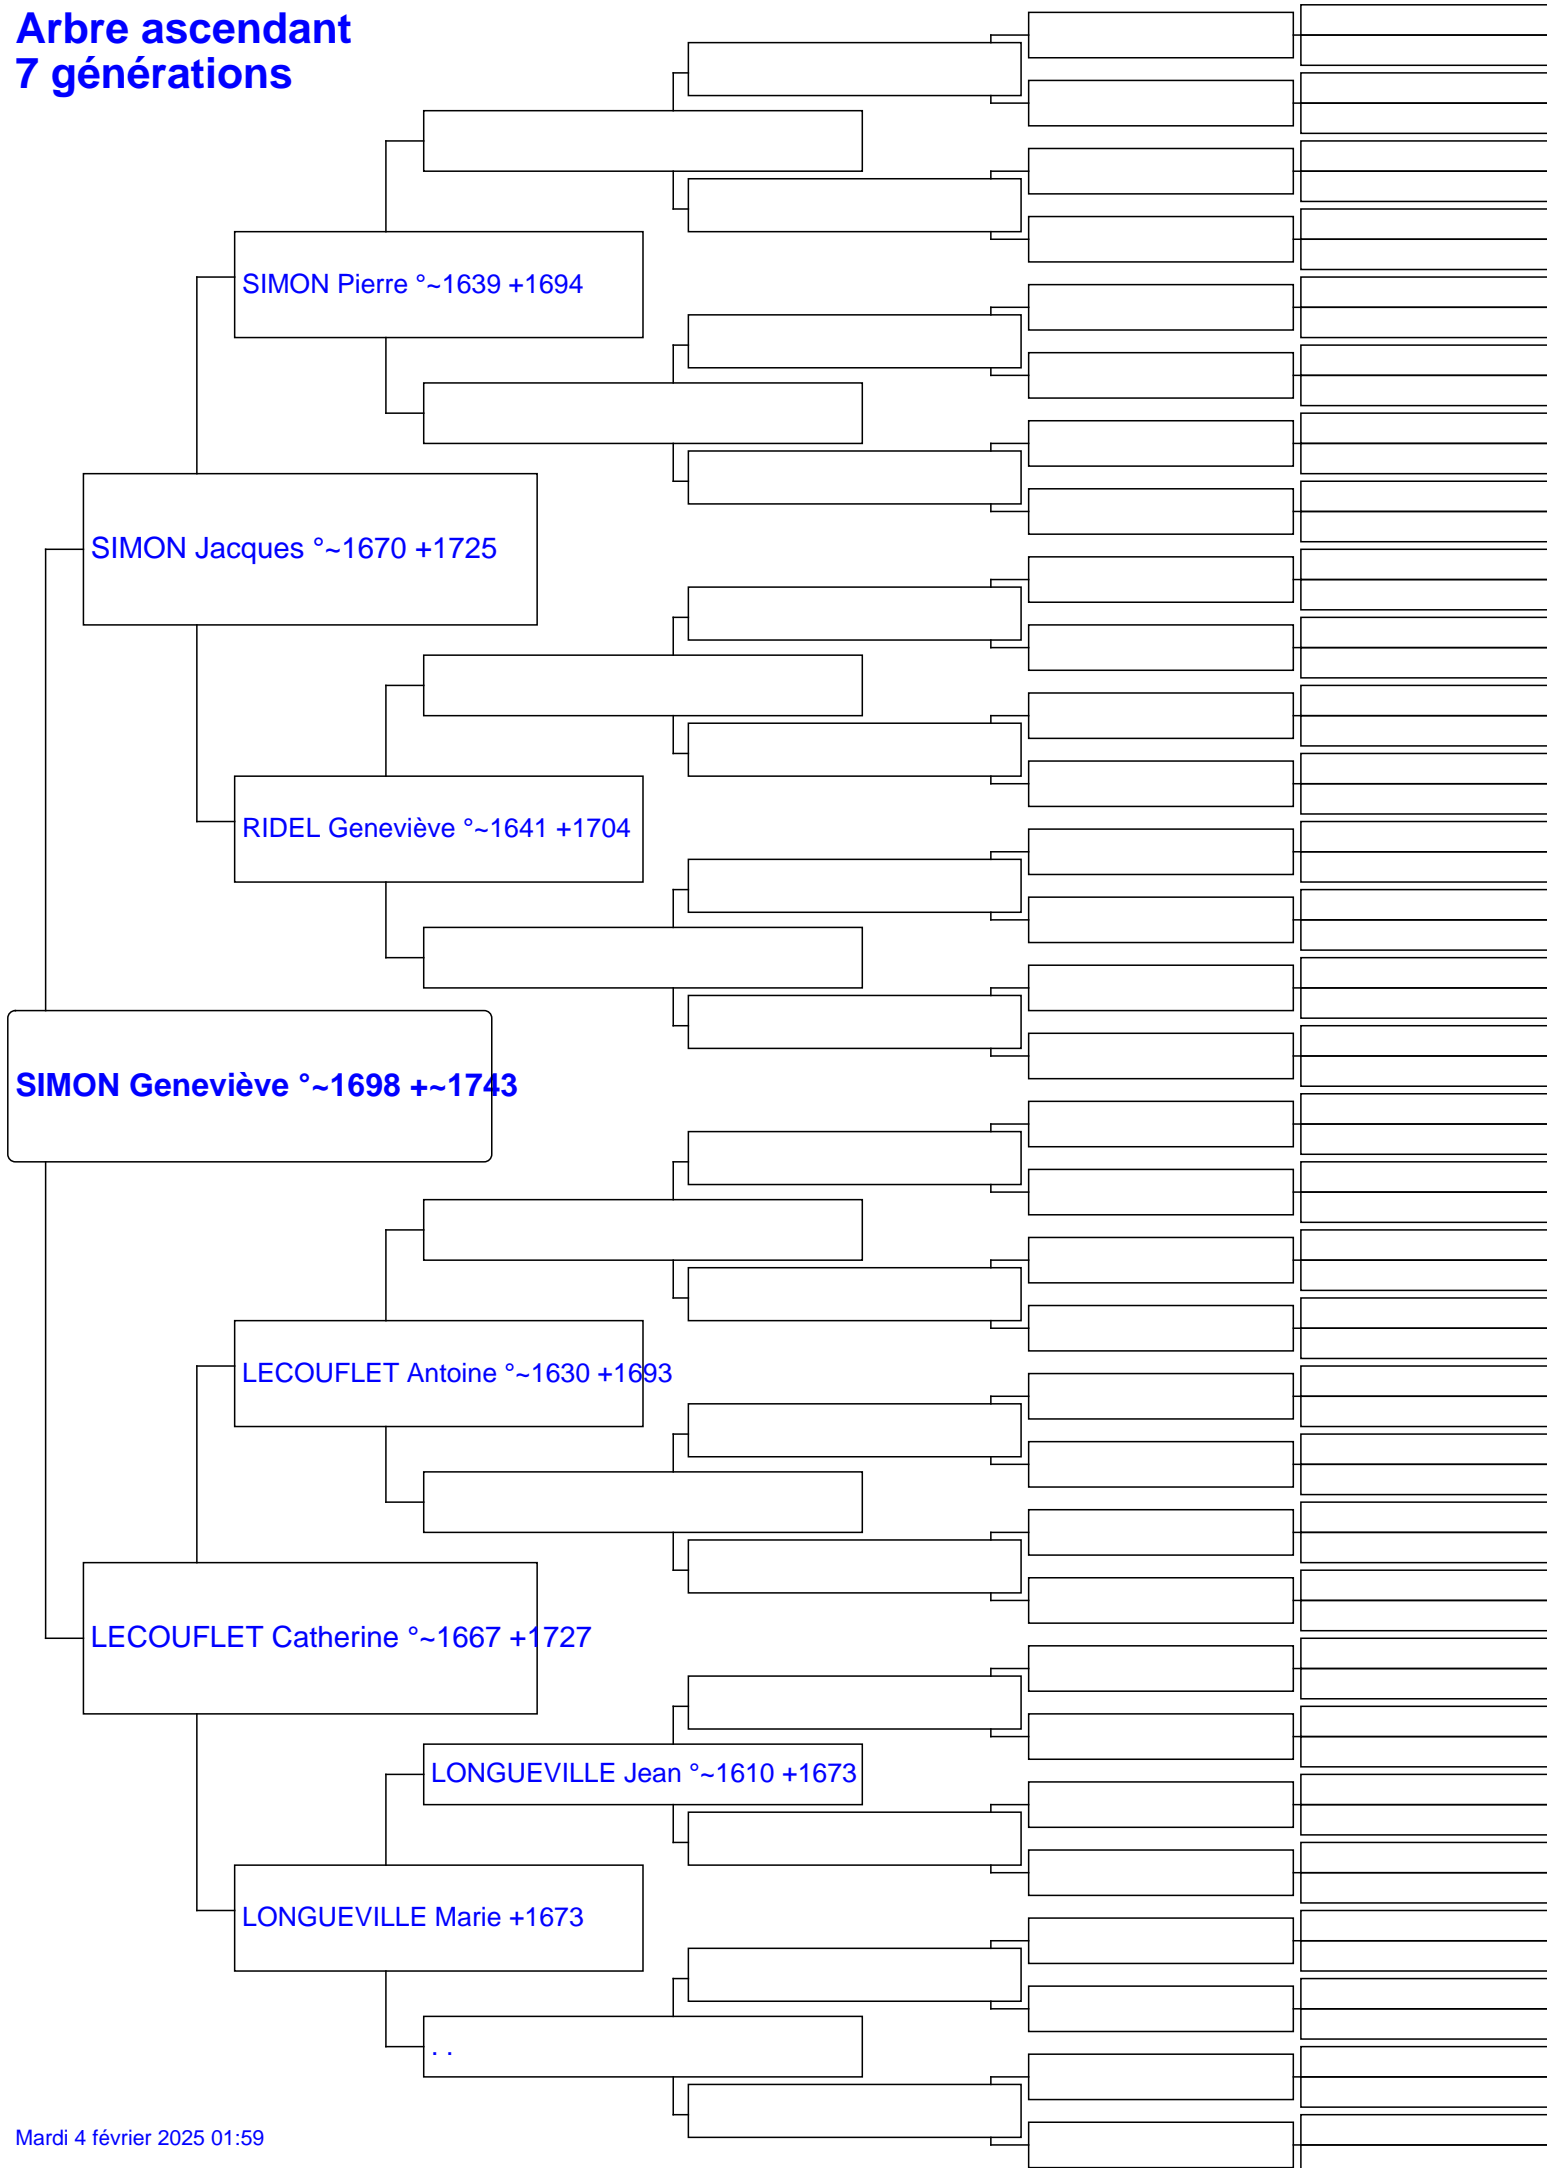 Arbre ascendant
7 générations
SIMON Pierre °~1639 +1694
SIMON Jacques °~1670 +1725
RIDEL Geneviève °~1641 +1704
SIMON Geneviève °~1698 +~1743
LECOUFLET Antoine °~1630 +1693
LECOUFLET Catherine °~1667 +1727
LONGUEVILLE Jean °~1610 +1673
LONGUEVILLE Marie +1673
. .
Mardi 4 février 2025 01:59